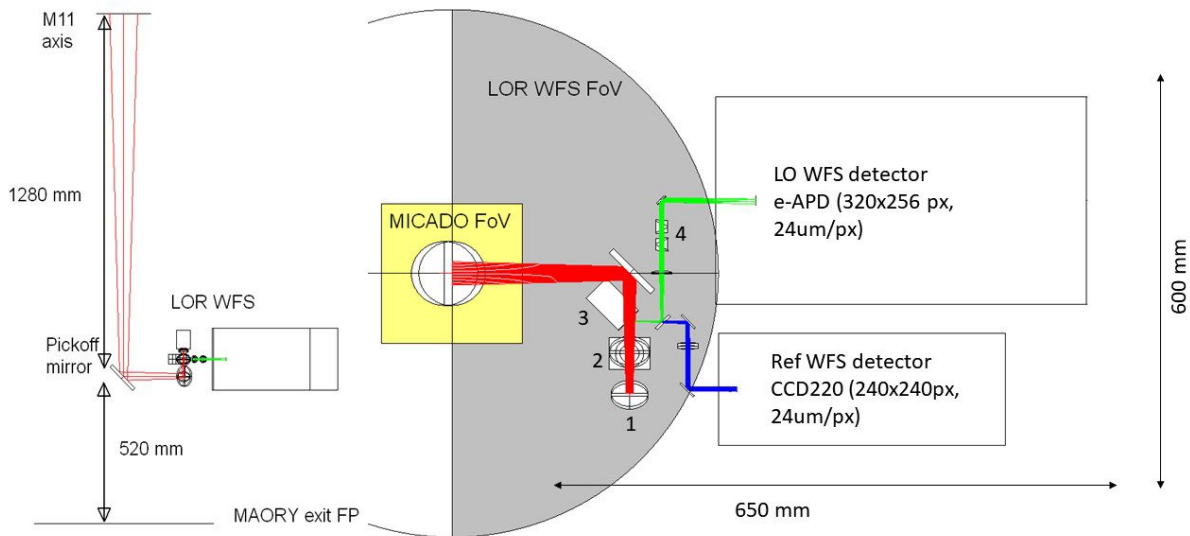 M11
axis
1280 mm
LOR WFS
Pickoff
mirror
520 mm
MAORY exit FP
LOR WFS FoV
MICADO FoV
1
2
3
4
LO WFS detector
e-APD (320x256 px,
24um/px)
Ref WFS detector
CCD220 (240x240px,
24um/px)
600 mm
650 mm